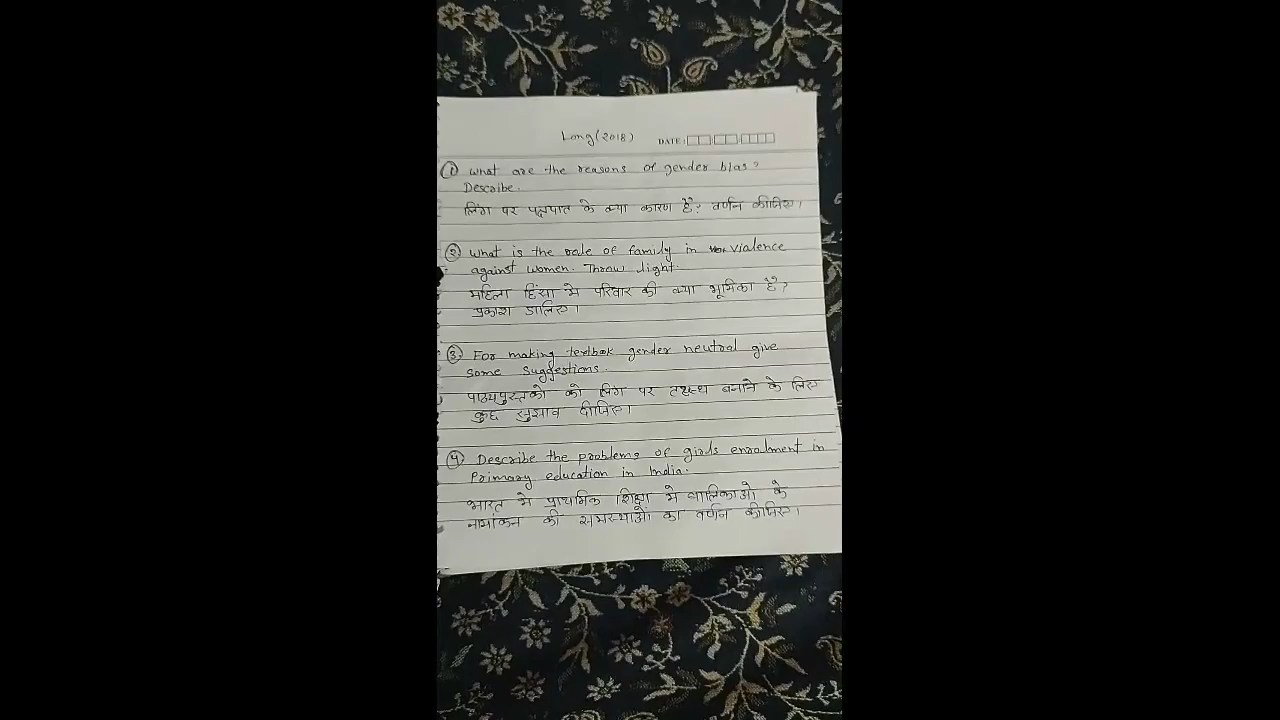 Long (2018) DATE:
① What are the reasons of gender bias?
Describe.
लिंग पर पक्षपात के क्या कारण है? वर्णन कीजिए।
② What is the role of family in violence
against women. Throw light.
महिला हिंसा मे परिवार की क्या भूमिका है?
प्रकाश डालिए।
③ For making textbok gender neutral give
some suggestions.
पाठ्यपुस्तको को लिंग पर तटस्थ बनाने के लिए
कुछ सुझाव दीजिए।
④ Describe the problems of girls enrolment in
Primary education in India.
भारत मे प्राथमिक शिक्षा मे बालिकाओ के
नामांकन की समस्याओं का वर्णन कीजिए।